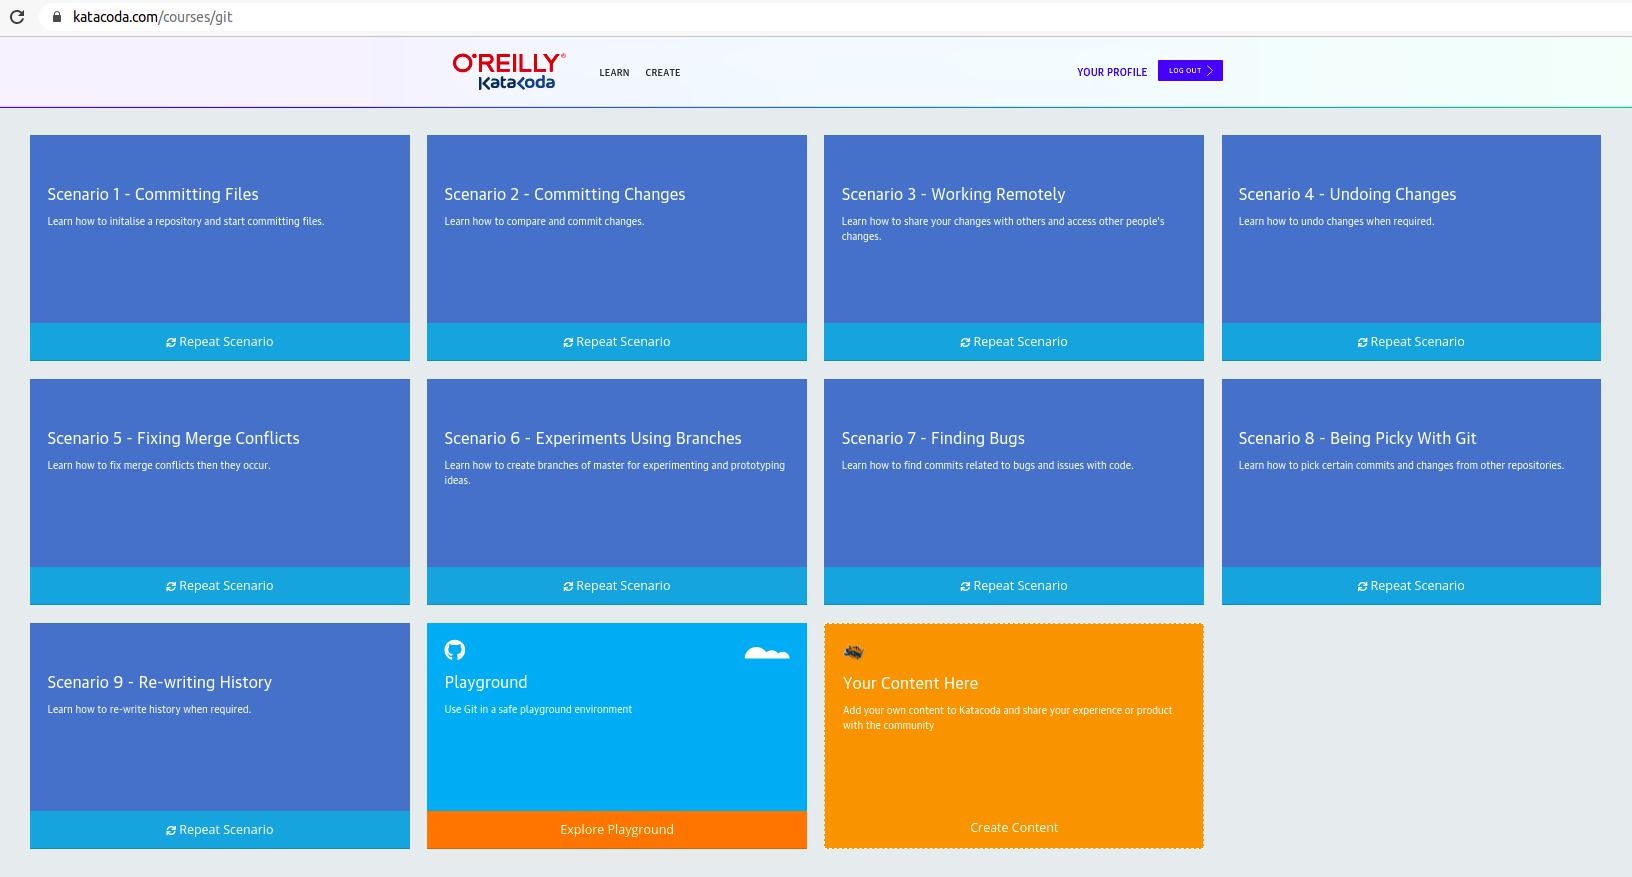 katacoda.com/courses/git
O'REILLY®
KataKoda
LEARN CREATE
YOUR PROFILE
LOG OUT
Scenario 1 - Committing Files
Learn how to initalise a repository and start committing files.
Repeat Scenario
Scenario 2 - Committing Changes
Learn how to compare and commit changes.
Repeat Scenario
Scenario 3 - Working Remotely
Learn how to share your changes with others and access other people's
changes.
Repeat Scenario
Scenario 4 - Undoing Changes
Learn how to undo changes when required.
Repeat Scenario
Scenario 5 - Fixing Merge Conflicts
Learn how to fix merge conflicts then they occur.
Repeat Scenario
Scenario 6 - Experiments Using Branches
Learn how to create branches of master for experimenting and prototyping
ideas.
Repeat Scenario
Scenario 7 - Finding Bugs
Learn how to find commits related to bugs and issues with code.
Repeat Scenario
Scenario 8 - Being Picky With Git
Learn how to pick certain commits and changes from other repositories.
Repeat Scenario
Scenario 9 - Re-writing History
Learn how to re-write history when required.
Repeat Scenario
Playground
Use Git in a safe playground environment
Explore Playground
Your Content Here
Add your own content to Katacoda and share your experience or product
with the community
Create Content